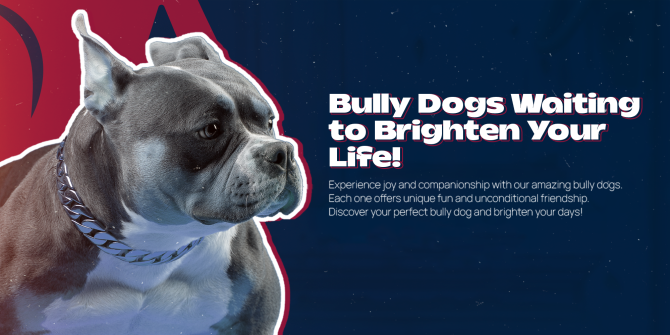 Bully Dogs Waiting
to Brighten Your
Life!
Experience joy and companionship with our amazing bully dogs.
Each one offers unique fun and unconditional friendship.
Discover your perfect bully dog and brighten your days!